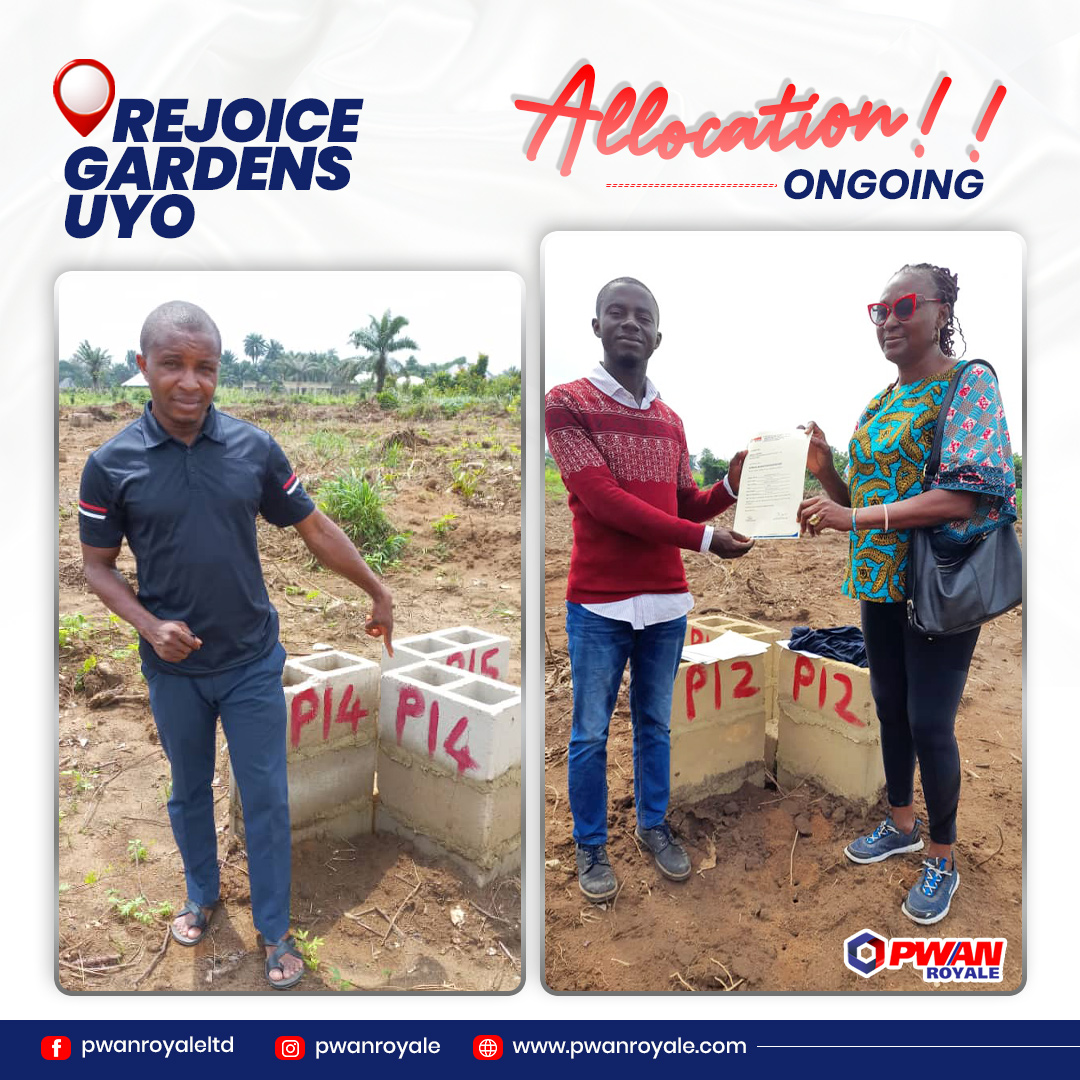 REJOICE
GARDENS
UYO
Allocation!!
ONGOING
P14
P14
P15
P12
P12
PWAN
ROYALE
pwanroyaleltd
pwanroyale
www.pwanroyale.com